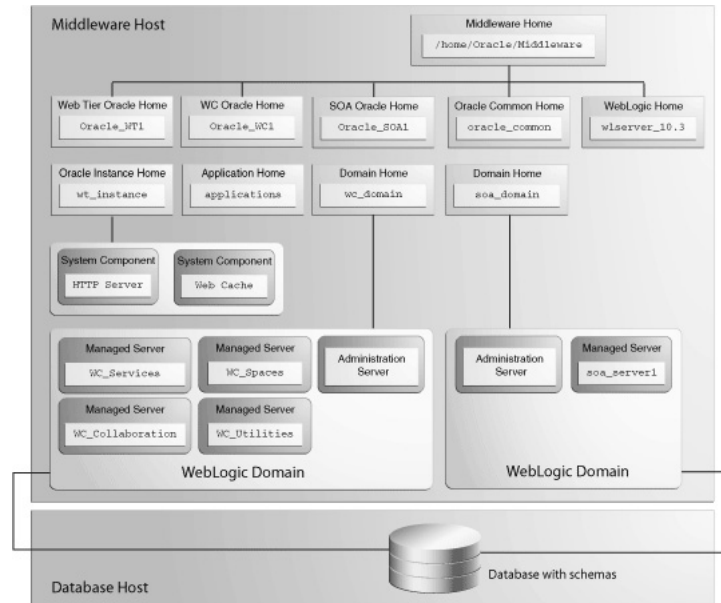 Middleware Host
Middleware Home
/home/Oracle/Middleware
Web Tier Oracle Home
Oracle_WT1
WC Oracle Home
Oracle_WC1
SOA Oracle Home
Oracle_SOA1
Oracle Common Home
oracle_common
WebLogic Home
wlserver_10.3
Oracle Instance Home
wt_instance
Application Home
applications
Domain Home
wc_domain
Domain Home
soa_domain
System Component
HTTP Server
System Component
Web Cache
Managed Server
WC_Services
Managed Server
WC_Spaces
Administration
Server
Managed Server
WC_Collaboration
Managed Server
WC_Utilities
WebLogic Domain
Administration
Server
Managed Server
soa_server1
WebLogic Domain
Database with schemas
Database Host